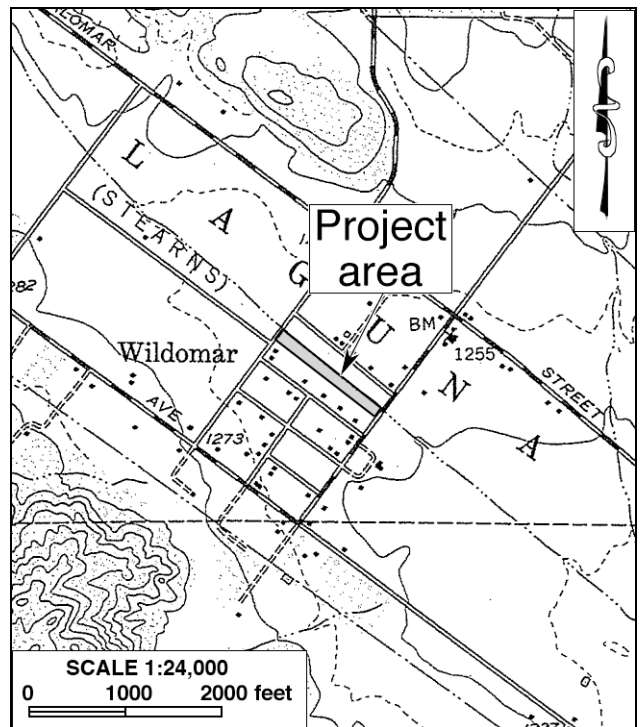 LOMAR
L A G U N A
(STEARNS)
Project
area
BM
1255
STREET
282
Wildomar
AVE
1273
SCALE 1:24,000
0 1000 2000 feet